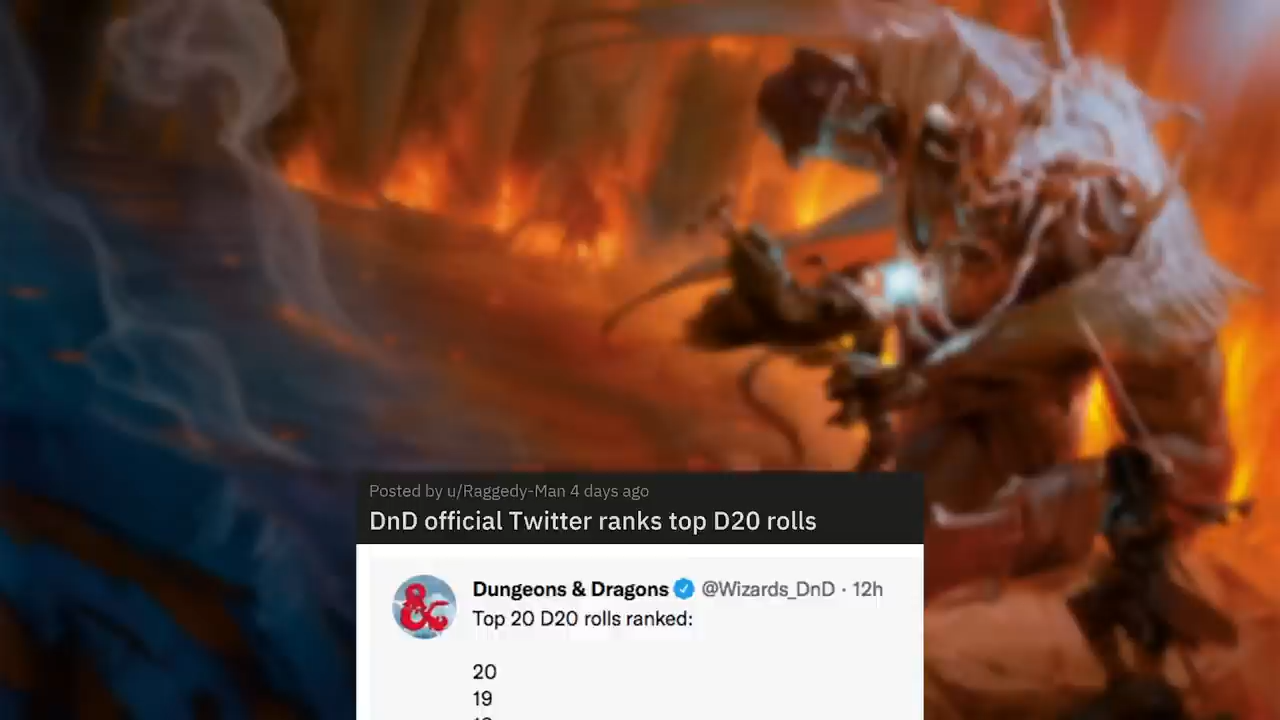 Posted by u/Raggedy-Man 4 days ago
DnD official Twitter ranks top D20 rolls
Dungeons & Dragons @Wizards_DnD · 12h
Top 20 D20 rolls ranked:
20
19